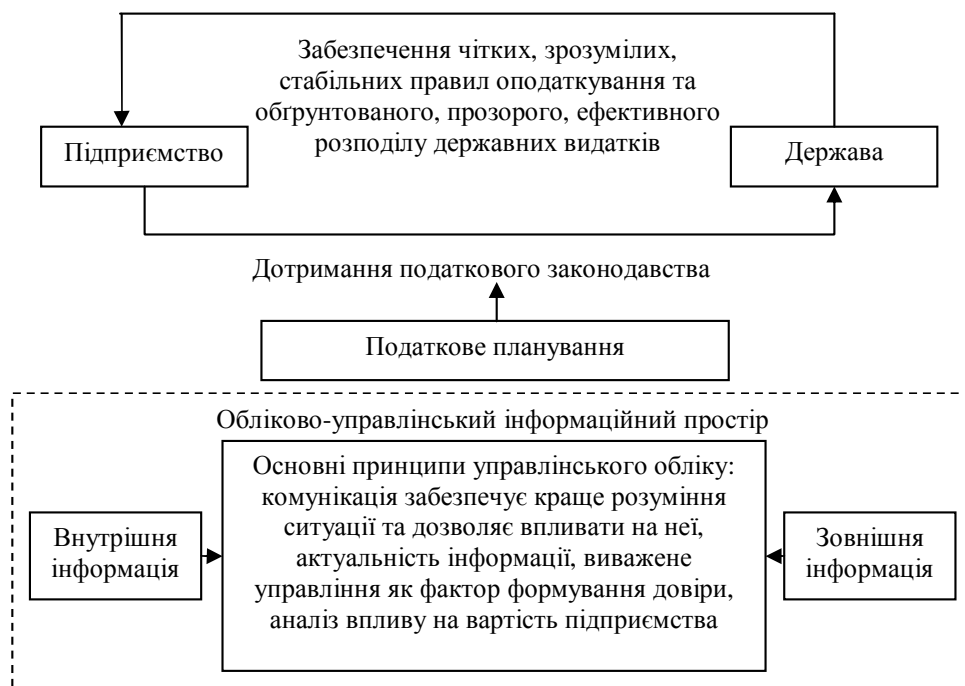 Забезпечення чітких, зрозумілих,
стабільних правил оподаткування та
обґрунтованого, прозорого, ефективного
розподілу державних видатків
Підприємство
Держава
Дотримання податкового законодавства
Податкове планування
Обліково-управлінський інформаційний простір
Основні принципи управлінського обліку:
комунікація забезпечує краще розуміння
ситуації та дозволяє впливати на неї,
актуальність інформації, виважене
управління як фактор формування довіри,
аналіз впливу на вартість підприємства
Внутрішня
інформація
Зовнішня
інформація